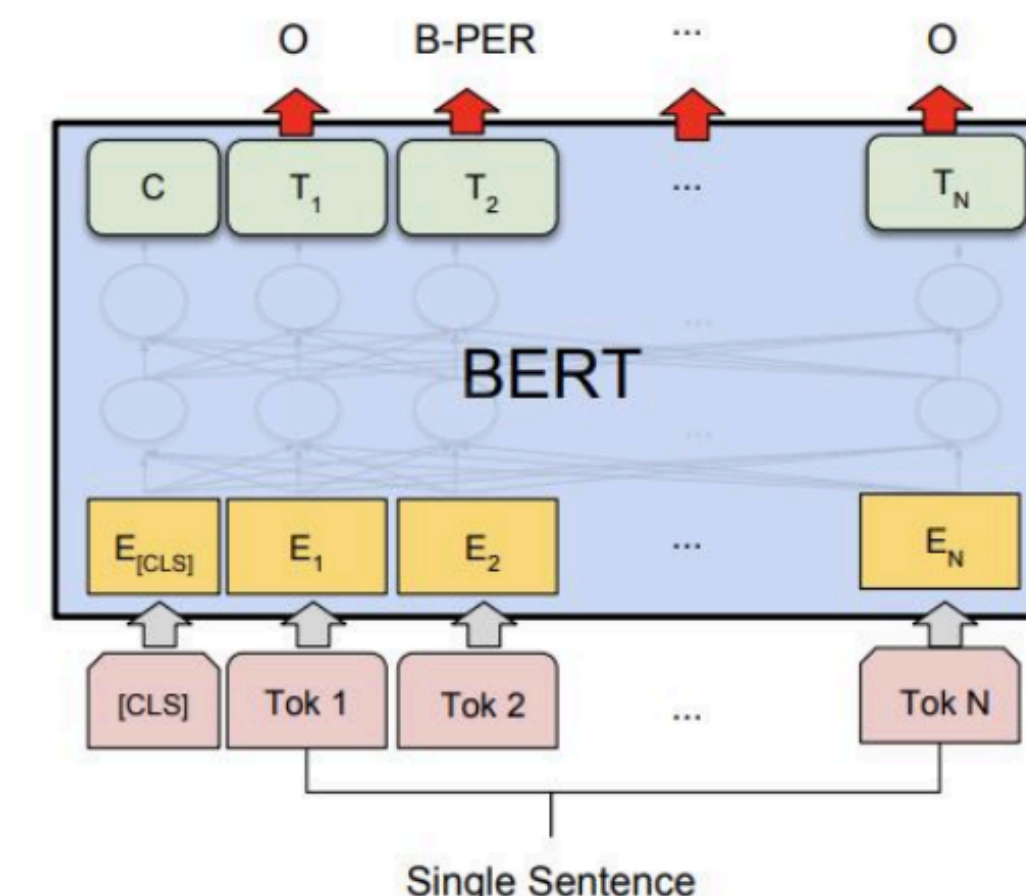 O B-PER ... O
C T1 T2 ... TN
...
BERT
...
E[CLS] E1 E2 ... EN
[CLS] Tok 1 Tok 2 ... Tok N
Single Sentence